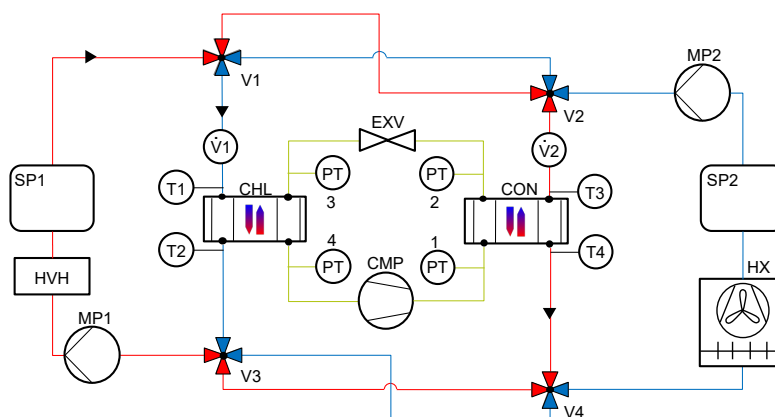 MP2
V1
V2
EXV
V̇1
V̇2
SP1
T1
CHL
PT
PT
CON
T3
SP2
3
2
T2
4
1
T4
HVH
PT
CMP
PT
HX
MP1
V3
V4